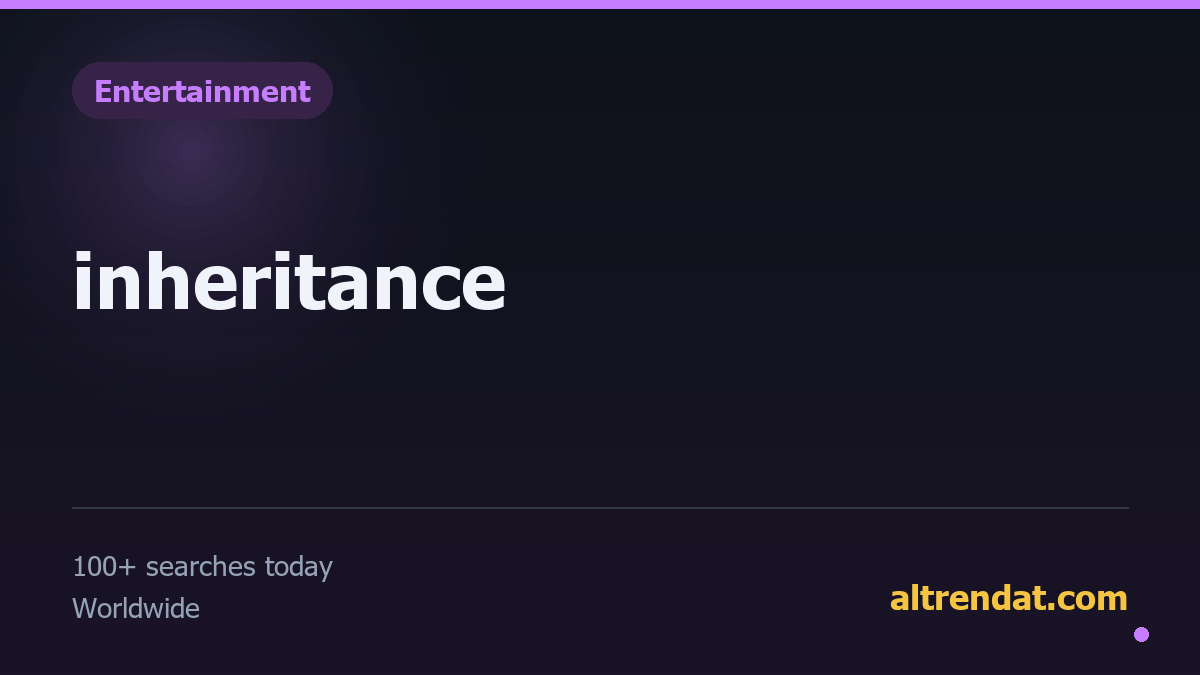 Entertainment
inheritance
100+ searches today
Worldwide
altrendat.com